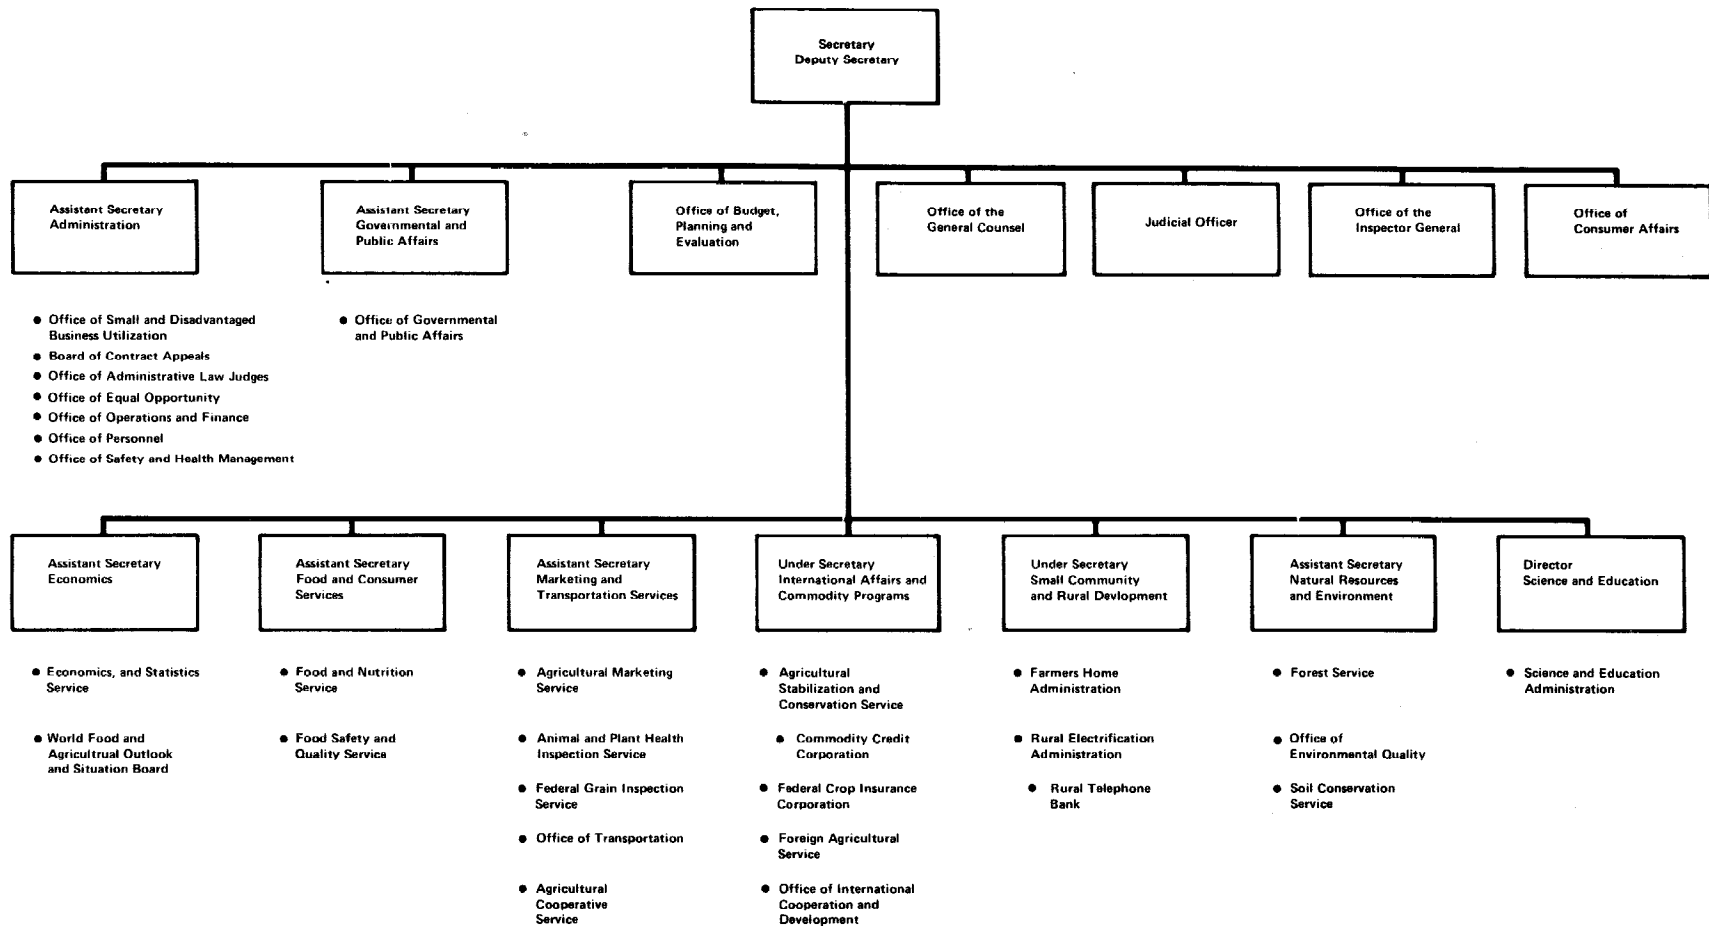 Secretary
Deputy Secretary
Assistant Secretary
Administration
Assistant Secretary
Governmental and
Public Affairs
Office of Budget,
Planning and
Evaluation
Office of the
General Counsel
Judicial Officer
Office of the
Inspector General
Office of
Consumer Affairs
● Office of Small and Disadvantaged
Business Utilization
● Board of Contract Appeals
● Office of Administrative Law Judges
● Office of Equal Opportunity
● Office of Operations and Finance
● Office of Personnel
● Office of Safety and Health Management
● Office of Governmental
and Public Affairs
Assistant Secretary
Economics
Assistant Secretary
Food and Consumer
Services
Assistant Secretary
Marketing and
Transportation Services
Under Secretary
International Affairs and
Commodity Programs
Under Secretary
Small Community
and Rural Devlopment
Assistant Secretary
Natural Resources
and Environment
Director
Science and Education
● Economics, and Statistics
Service
● World Food and
Agricultrual Outlook
and Situation Board
● Food and Nutrition
Service
● Food Safety and
Quality Service
● Agricultural Marketing
Service
● Animal and Plant Health
Inspection Service
● Federal Grain Inspection
Service
● Office of Transportation
● Agricultural
Cooperative
Service
● Agricultural
Stabilization and
Conservation Service
● Commodity Credit
Corporation
● Federal Crop Insurance
Corporation
● Foreign Agricultural
Service
● Office of International
Cooperation and
Development
● Farmers Home
Administration
● Rural Electrification
Administration
● Rural Telephone
Bank
● Forest Service
● Office of
Environmental Quality
● Soil Conservation
Service
● Science and Education
Administration